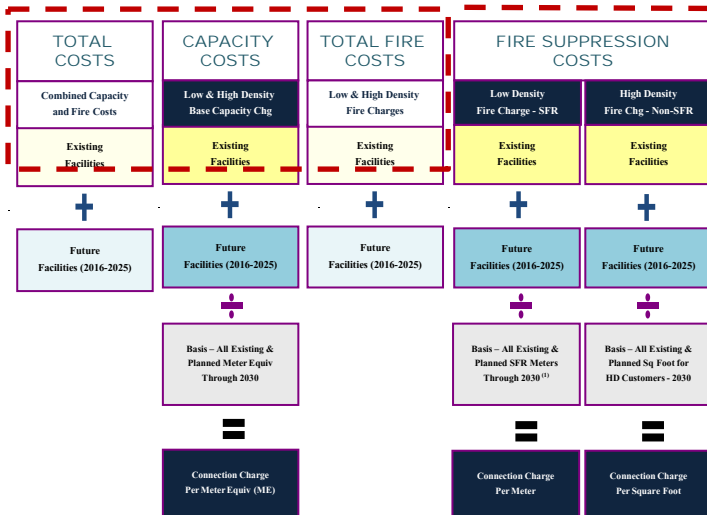 TOTAL
COSTS
CAPACITY
COSTS
TOTAL FIRE
COSTS
FIRE SUPPRESSION
COSTS
Combined Capacity
and Fire Costs
Low & High Density
Base Capacity Chg
Low & High Density
Fire Charges
Low Density
Fire Charge - SFR
High Density
Fire Chg - Non-SFR
Existing
Facilities
Existing
Facilities
Existing
Facilities
Existing
Facilities
Existing
Facilities
+ + + + +
Future
Facilities (2016-2025)
Future
Facilities (2016-2025)
Future
Facilities (2016-2025)
Future
Facilities (2016-2025)
Future
Facilities (2016-2025)
÷ ÷ ÷
Basis – All Existing &
Planned Meter Equiv
Through 2030
Basis – All Existing &
Planned SFR Meters
Through 2030 (1)
Basis – All Existing &
Planned Sq Foot for
HD Customers - 2030
= = =
Connection Charge
Per Meter Equiv (ME)
Connection Charge
Per Meter
Connection Charge
Per Square Foot